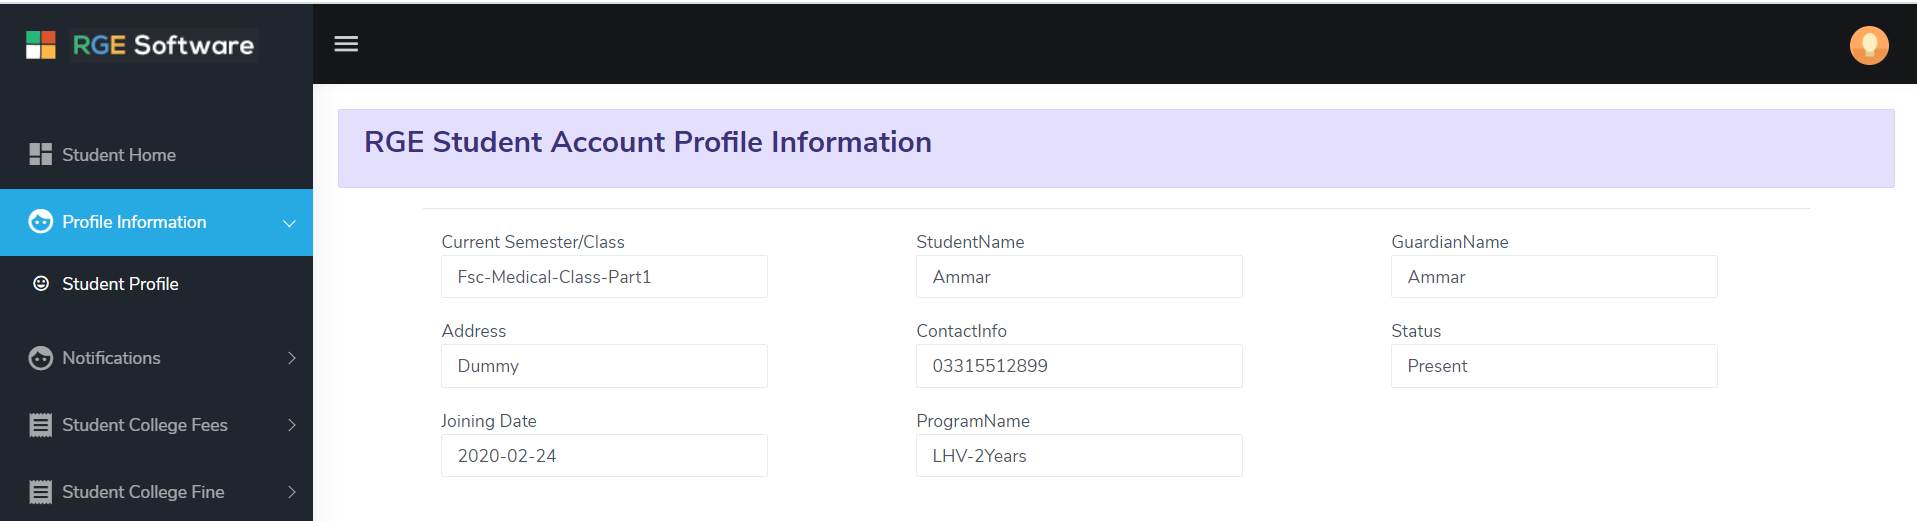 RGE Software
Student Home
Profile Information
Student Profile
Notifications
Student College Fees
Student College Fine
RGE Student Account Profile Information
Current Semester/Class
Fsc-Medical-Class-Part1
StudentName
Ammar
GuardianName
Ammar
Address
Dummy
ContactInfo
03315512899
Status
Present
Joining Date
2020-02-24
ProgramName
LHV-2Years